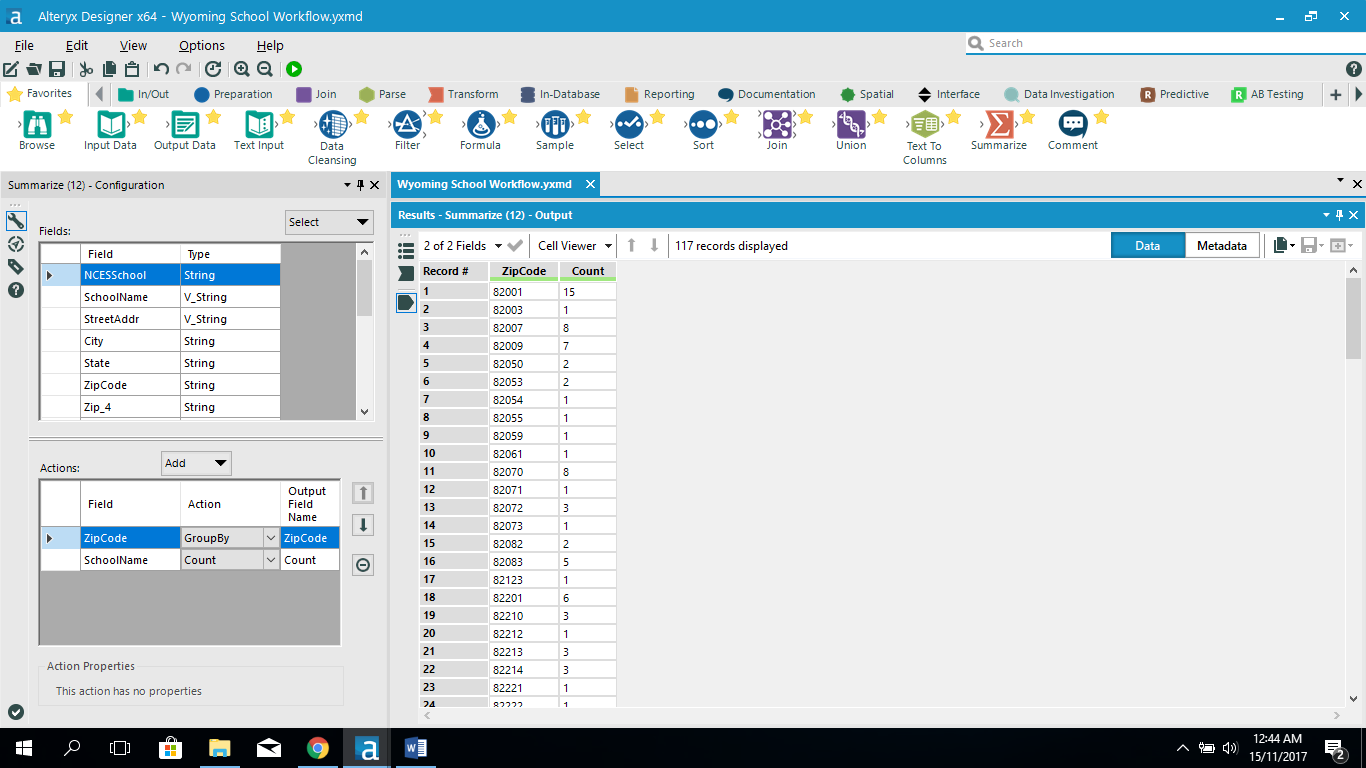 Alteryx Designer x64 - Wyoming School Workflow.yxmd
File Edit View Options Help
Search
Favorites In/Out Preparation Join Parse Transform In-Database Reporting Documentation Spatial Interface Data Investigation Predictive AB Testing
Browse Input Data Output Data Text Input Data Cleansing Filter Formula Sample Select Sort Join Union Text To Columns Summarize Comment
Summarize (12) - Configuration
Wyoming School Workflow.yxmd
Results - Summarize (12) - Output
Fields:
Select
Field Type
NCESSchool String
SchoolName V_String
StreetAddr V_String
City String
State String
ZipCode String
Zip_4 String
Actions:
Add
Field Action Output Field Name
ZipCode GroupBy ZipCode
SchoolName Count Count
Action Properties
This action has no properties
2 of 2 Fields Cell Viewer 117 records displayed Data Metadata
Record # ZipCode Count
1 82001 15
2 82003 1
3 82007 8
4 82009 7
5 82050 2
6 82053 2
7 82054 1
8 82055 1
9 82059 1
10 82061 1
11 82070 8
12 82071 1
13 82072 3
14 82073 1
15 82082 2
16 82083 5
17 82123 1
18 82201 6
19 82210 3
20 82212 1
21 82213 3
22 82214 3
23 82221 1
24 82222 1
12:44 AM
15/11/2017
2